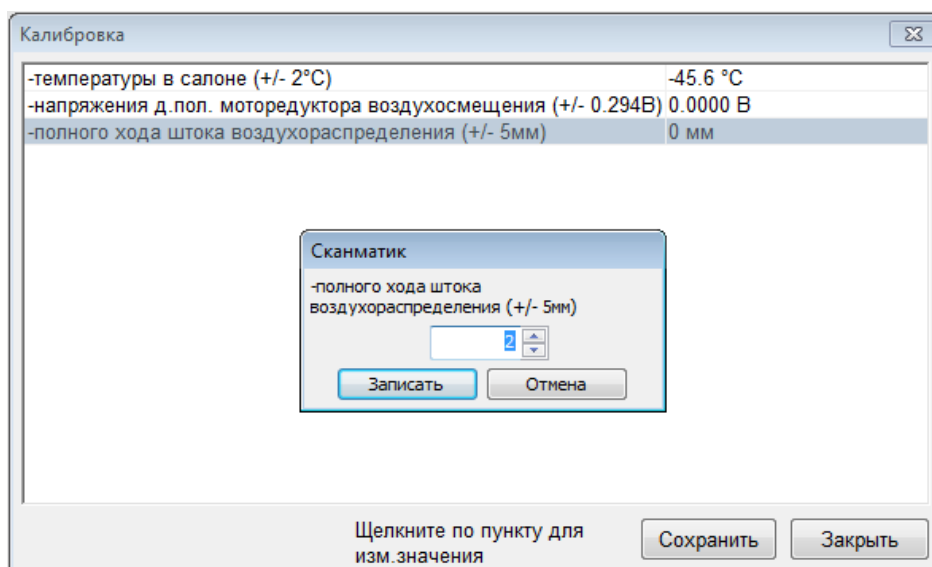 Калибровка
-температуры в салоне (+/- 2°C) -45.6 °C
-напряжения д.пол. моторедуктора воздухосмещения (+/- 0.294В) 0.0000 В
-полного хода штока воздухораспределения (+/- 5мм) 0 мм
Сканматик
-полного хода штока
воздухораспределения (+/- 5мм)
2
Записать Отмена
Щелкните по пункту для
изм.значения
Сохранить Закрыть